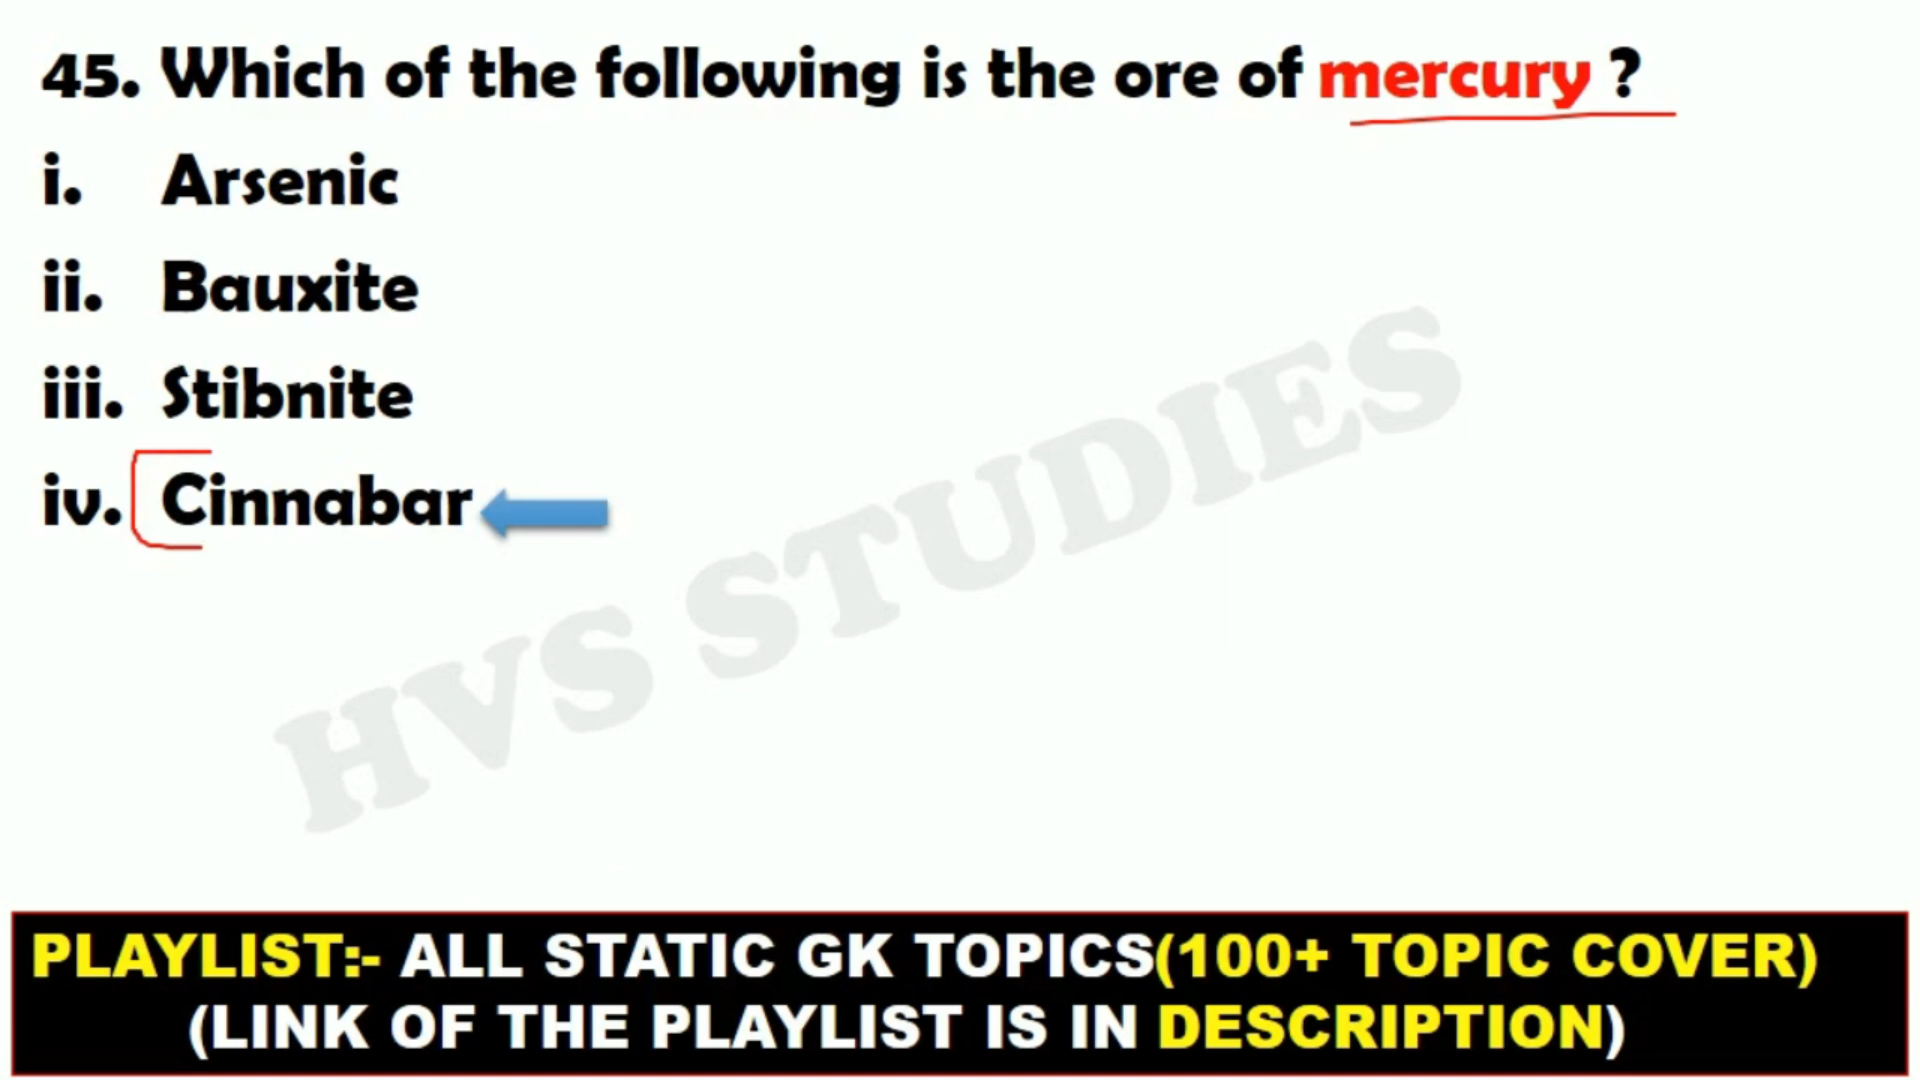 45. Which of the following is the ore of mercury ?
i. Arsenic
ii. Bauxite
iii. Stibnite
iv. Cinnabar
HVS STUDIES
PLAYLIST:- ALL STATIC GK TOPICS(100+ TOPIC COVER)
(LINK OF THE PLAYLIST IS IN DESCRIPTION)